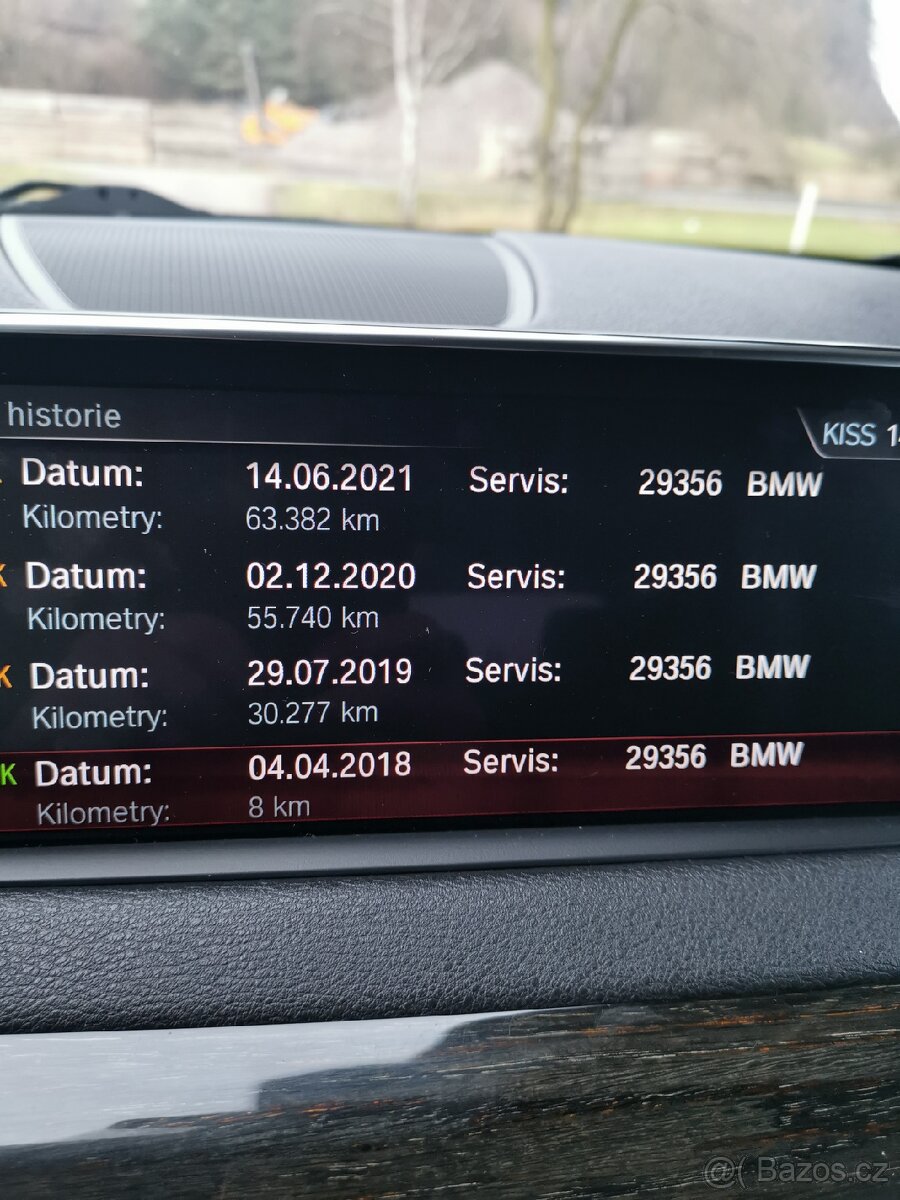 historie
KISS 14
Datum: 14.06.2021 Servis: 29356 BMW
Kilometry: 63.382 km
K Datum: 02.12.2020 Servis: 29356 BMW
Kilometry: 55.740 km
K Datum: 29.07.2019 Servis: 29356 BMW
Kilometry: 30.277 km
K Datum: 04.04.2018 Servis: 29356 BMW
Kilometry: 8 km
@( Bazos.cz